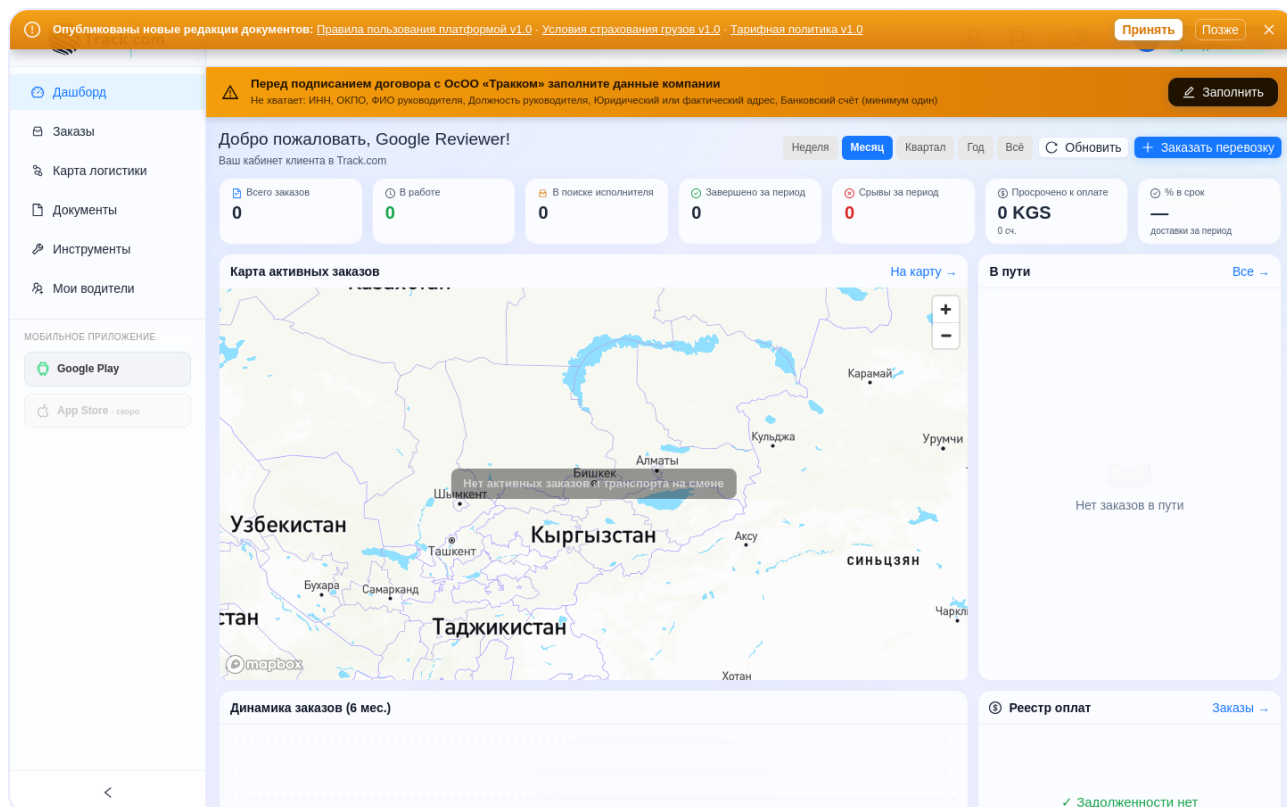 Опубликованы новые редакции документов: Правила пользования платформой v1.0 · Условия страхования грузов v1.0 · Тарифная политика v1.0
Принять
Позже
Track.com
Перед подписанием договора с ОсОО «Тракком» заполните данные компании
Не хватает: ИНН, ОКПО, ФИО руководителя, Должность руководителя, Юридический или фактический адрес, Банковский счёт (минимум один)
Заполнить
Дашборд
Заказы
Карта логистики
Документы
Инструменты
Мои водители
МОБИЛЬНОЕ ПРИЛОЖЕНИЕ
Google Play
App Store · скоро
Добро пожаловать, Google Reviewer!
Ваш кабинет клиента в Track.com
Неделя
Месяц
Квартал
Год
Всё
Обновить
Заказать перевозку
Всего заказов
0
В работе
0
В поиске исполнителя
0
Завершено за период
0
Срывы за период
0
Просрочено к оплате
0 KGS
0 сч.
% в срок
—
доставки за период
Карта активных заказов
На карту →
Казахстан
Карамай
Кульджа
Урумчи
Алматы
Бишкек
Нет активных заказов и транспорта на смене
Шымкент
Узбекистан
Кыргызстан
Аксу
Ташкент
СИНЬЦЗЯН
Бухара
Самарканд
стан
Таджикистан
Чаркл
mapbox
Хотан
В пути
Все →
Нет заказов в пути
Динамика заказов (6 мес.)
Реестр оплат
Заказы →
✓ Задолженности нет